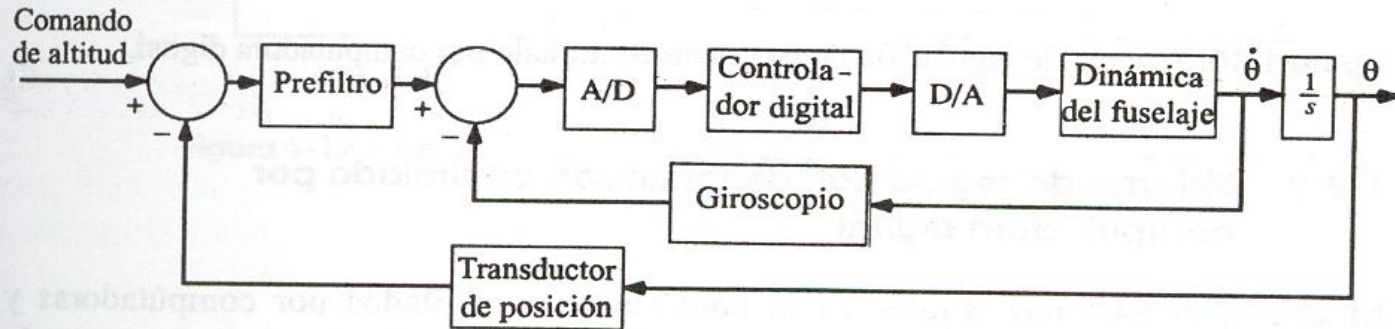 Comando
de altitud
+
−
Prefiltro
+
−
A/D
Controla-
dor digital
D/A
Dinámica
del fuselaje
θ̇
1
s
θ
Giroscopio
Transductor
de posición